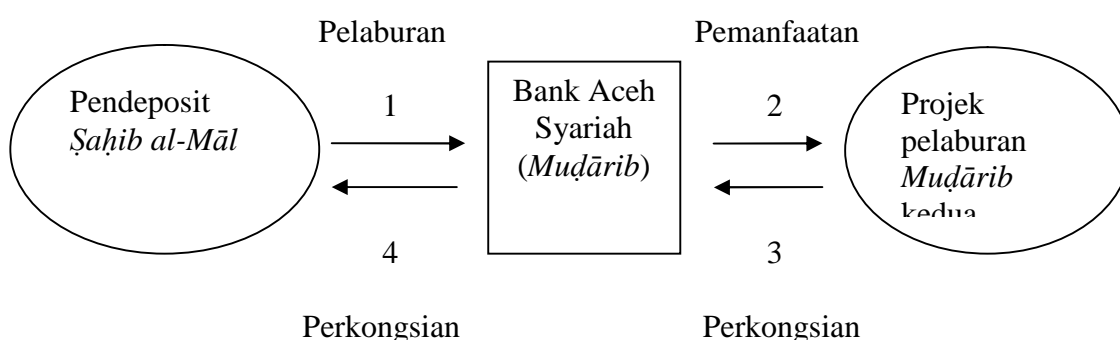 Pelaburan
Pemanfaatan
Pendeposit
Ṣaḥib al-Māl
1
Bank Aceh
Syariah
(Muḍārib)
2
Projek
pelaburan
Muḍārib
kedua
4
3
Perkongsian
Perkongsian